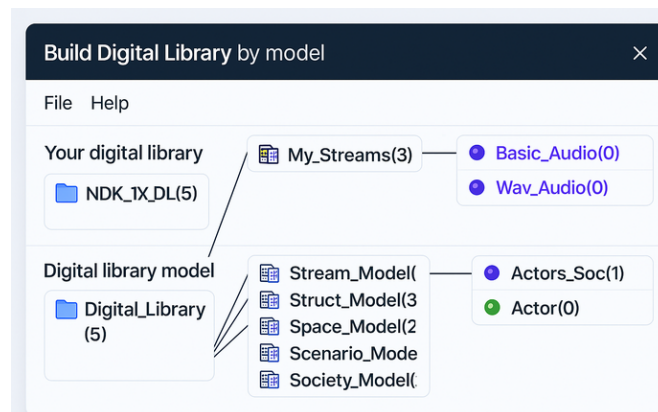 Build Digital Library by model
File Help
Your digital library
NDK_1X_DL(5)
My_Streams(3)
Basic_Audio(0)
Wav_Audio(0)
Digital library model
Digital_Library
(5)
Stream_Model(
Struct_Model(3
Space_Model(2
Scenario_Mode
Society_Model(
Actors_Soc(1)
Actor(0)